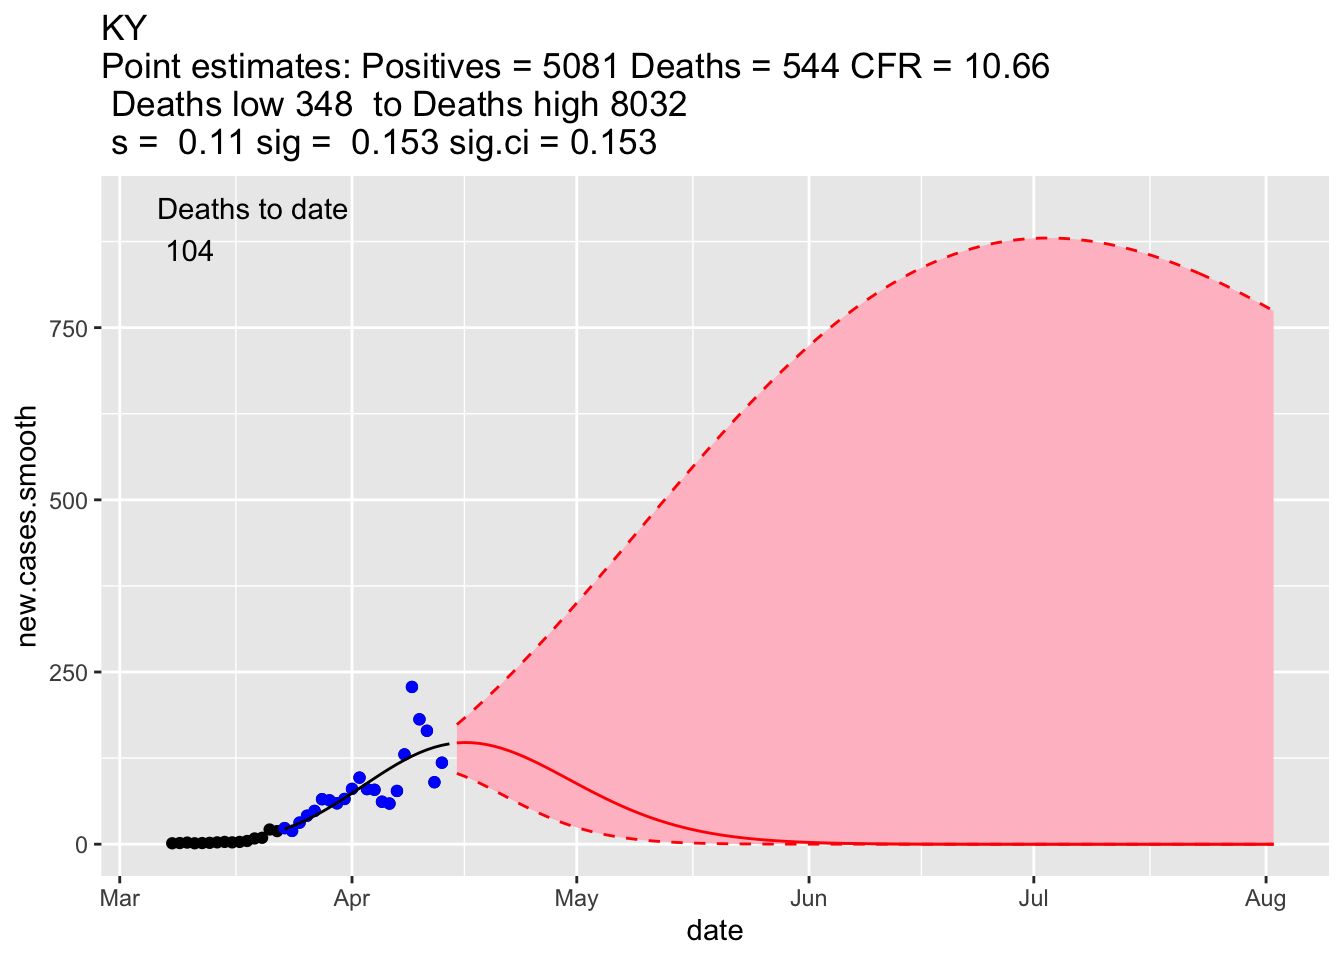 KY
Point estimates: Positives = 5081 Deaths = 544 CFR = 10.66
Deaths low 348  to Deaths high 8032
s =  0.11 sig =  0.153 sig.ci = 0.153
Deaths to date
104
750
500
250
0
new.cases.smooth
Mar Apr May Jun Jul Aug
date